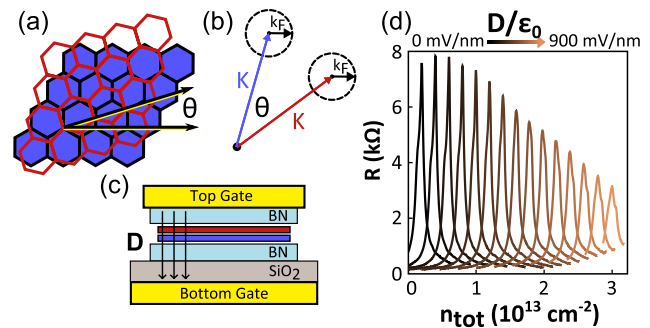 (a)
θ
(b)
k_F
K
θ
K
k_F
(c)
Top Gate
BN
D
BN
SiO₂
Bottom Gate
(d)
D/ε₀
0 mV/nm
900 mV/nm
8
6
4
2
0
R (kΩ)
0 1 2 3
n_tot (10¹³ cm⁻²)